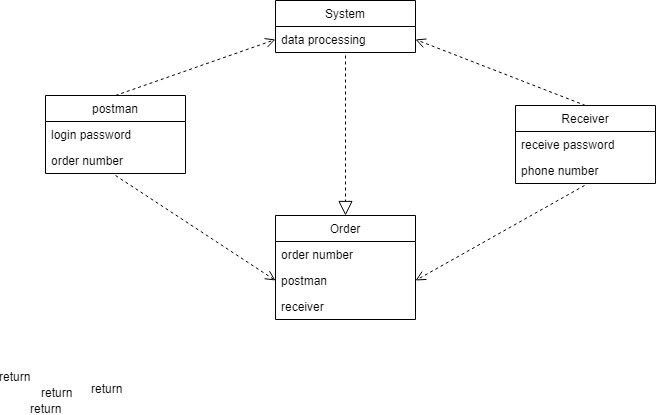 System
data processing
postman
login password
order number
Receiver
receive password
phone number
Order
order number
postman
receiver
return
return
return
return